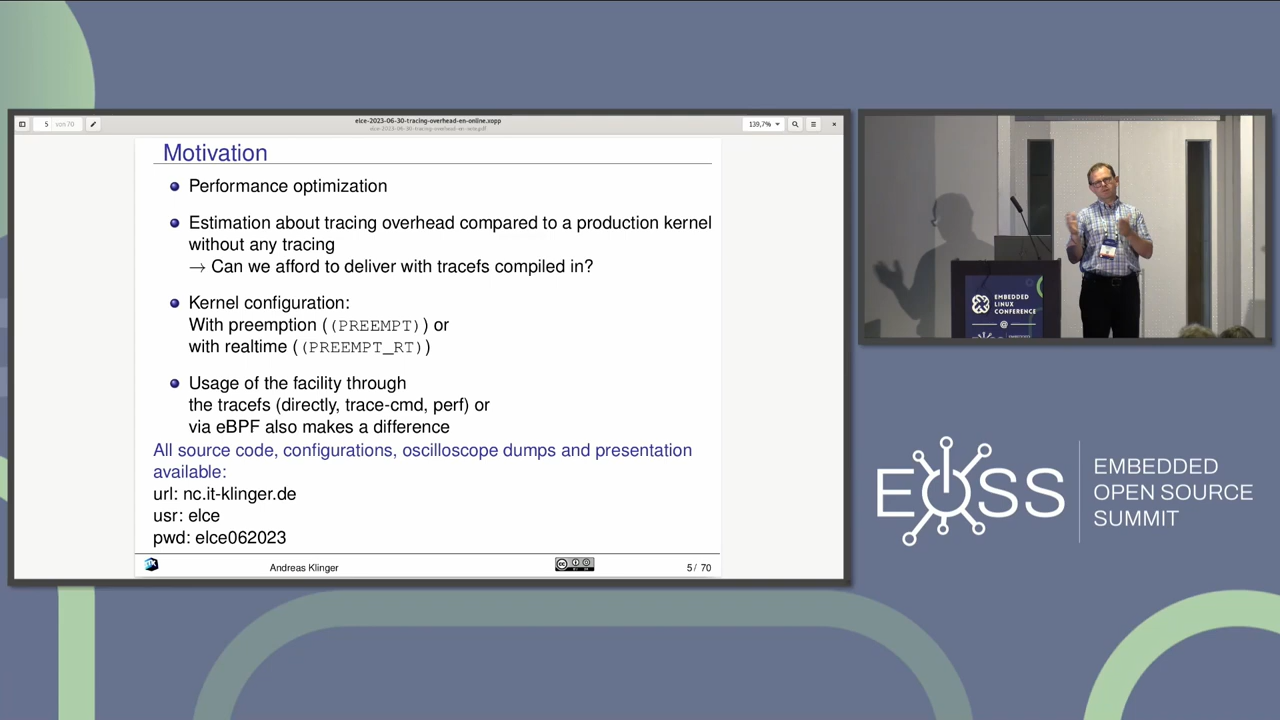 5 von 70
elce-2023-06-30-tracing-overhead-en-online.xopp
139,7%
Motivation
Performance optimization
Estimation about tracing overhead compared to a production kernel
without any tracing
→ Can we afford to deliver with tracefs compiled in?
Kernel configuration:
With preemption ((PREEMPT)) or
with realtime ((PREEMPT_RT))
Usage of the facility through
the tracefs (directly, trace-cmd, perf) or
via eBPF also makes a difference
All source code, configurations, oscilloscope dumps and presentation
available:
url: nc.it-klinger.de
usr: elce
pwd: elce062023
Andreas Klinger
5 / 70
EMBEDDED
LINUX
CONFERENCE
@
EOSS
EMBEDDED
OPEN SOURCE
SUMMIT